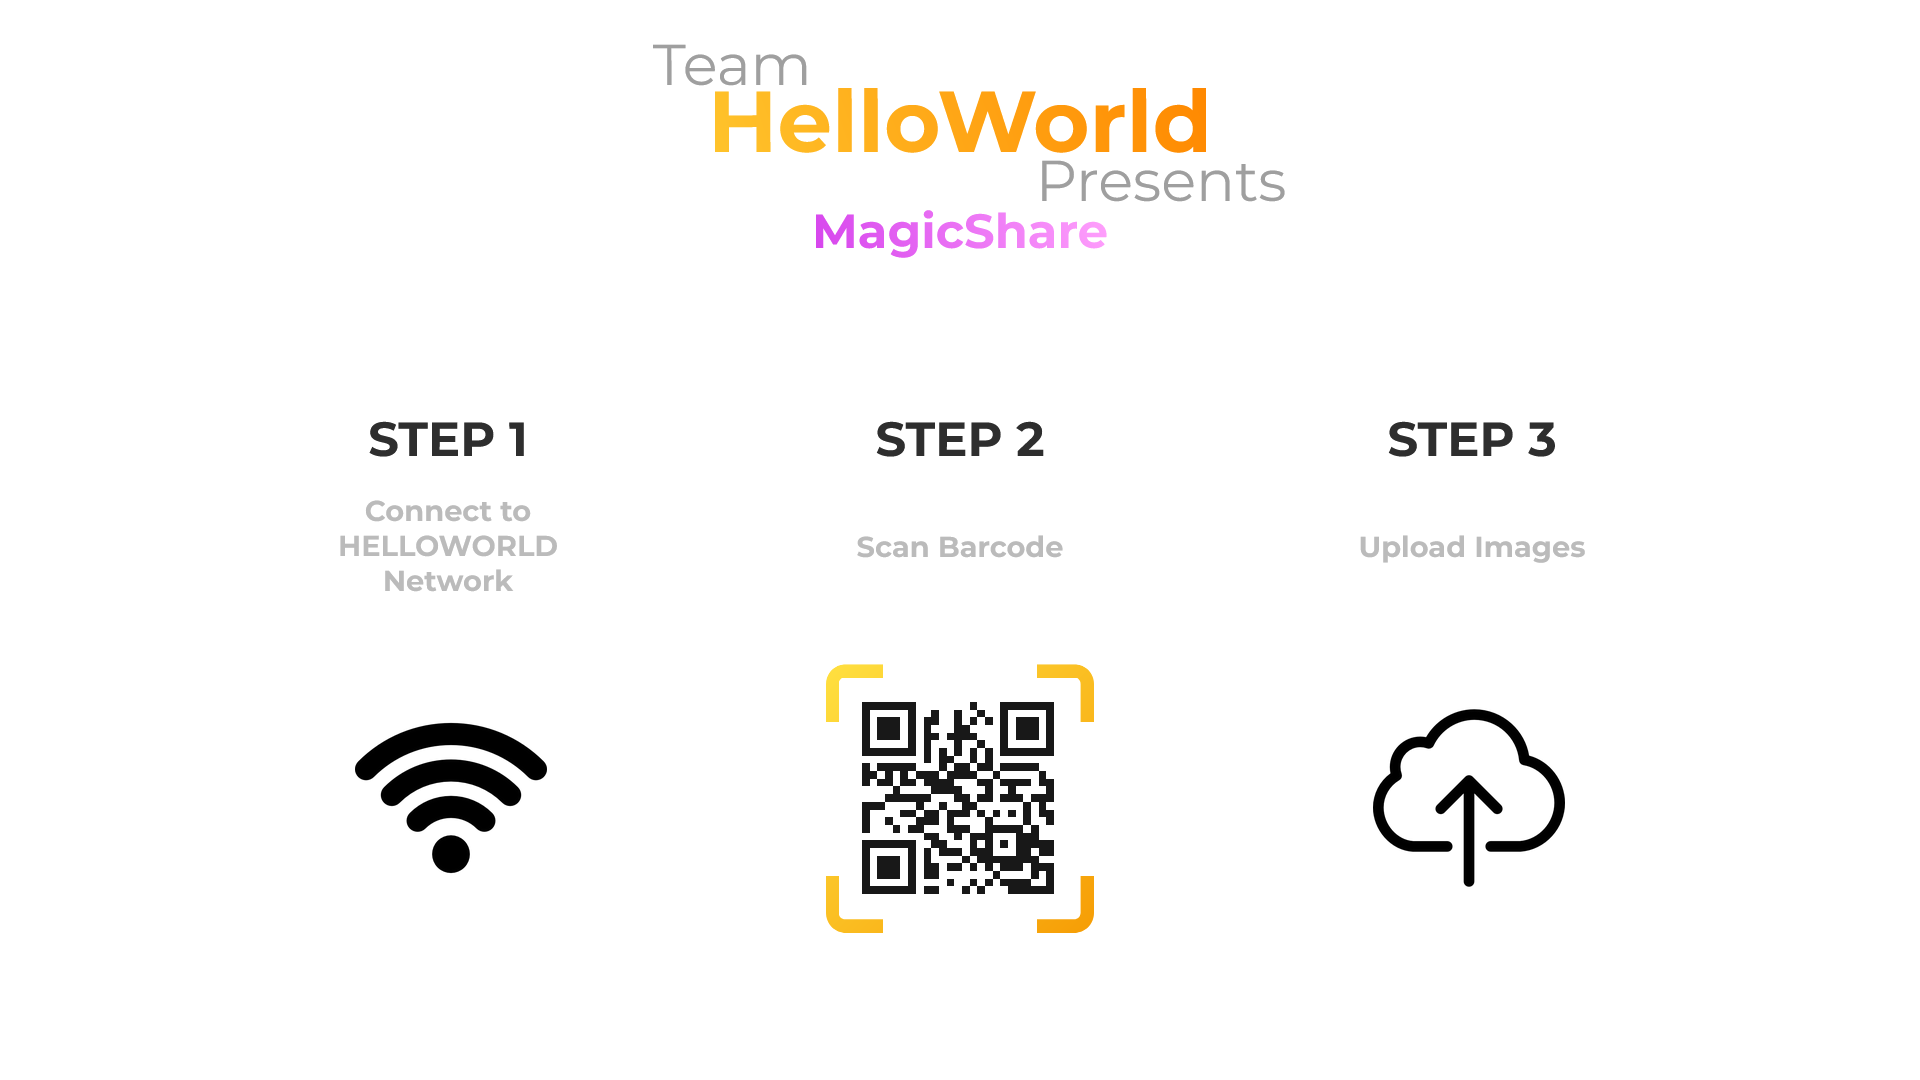 Team
HelloWorld
Presents
MagicShare
STEP 1
Connect to
HELLOWORLD
Network
STEP 2
Scan Barcode
STEP 3
Upload Images